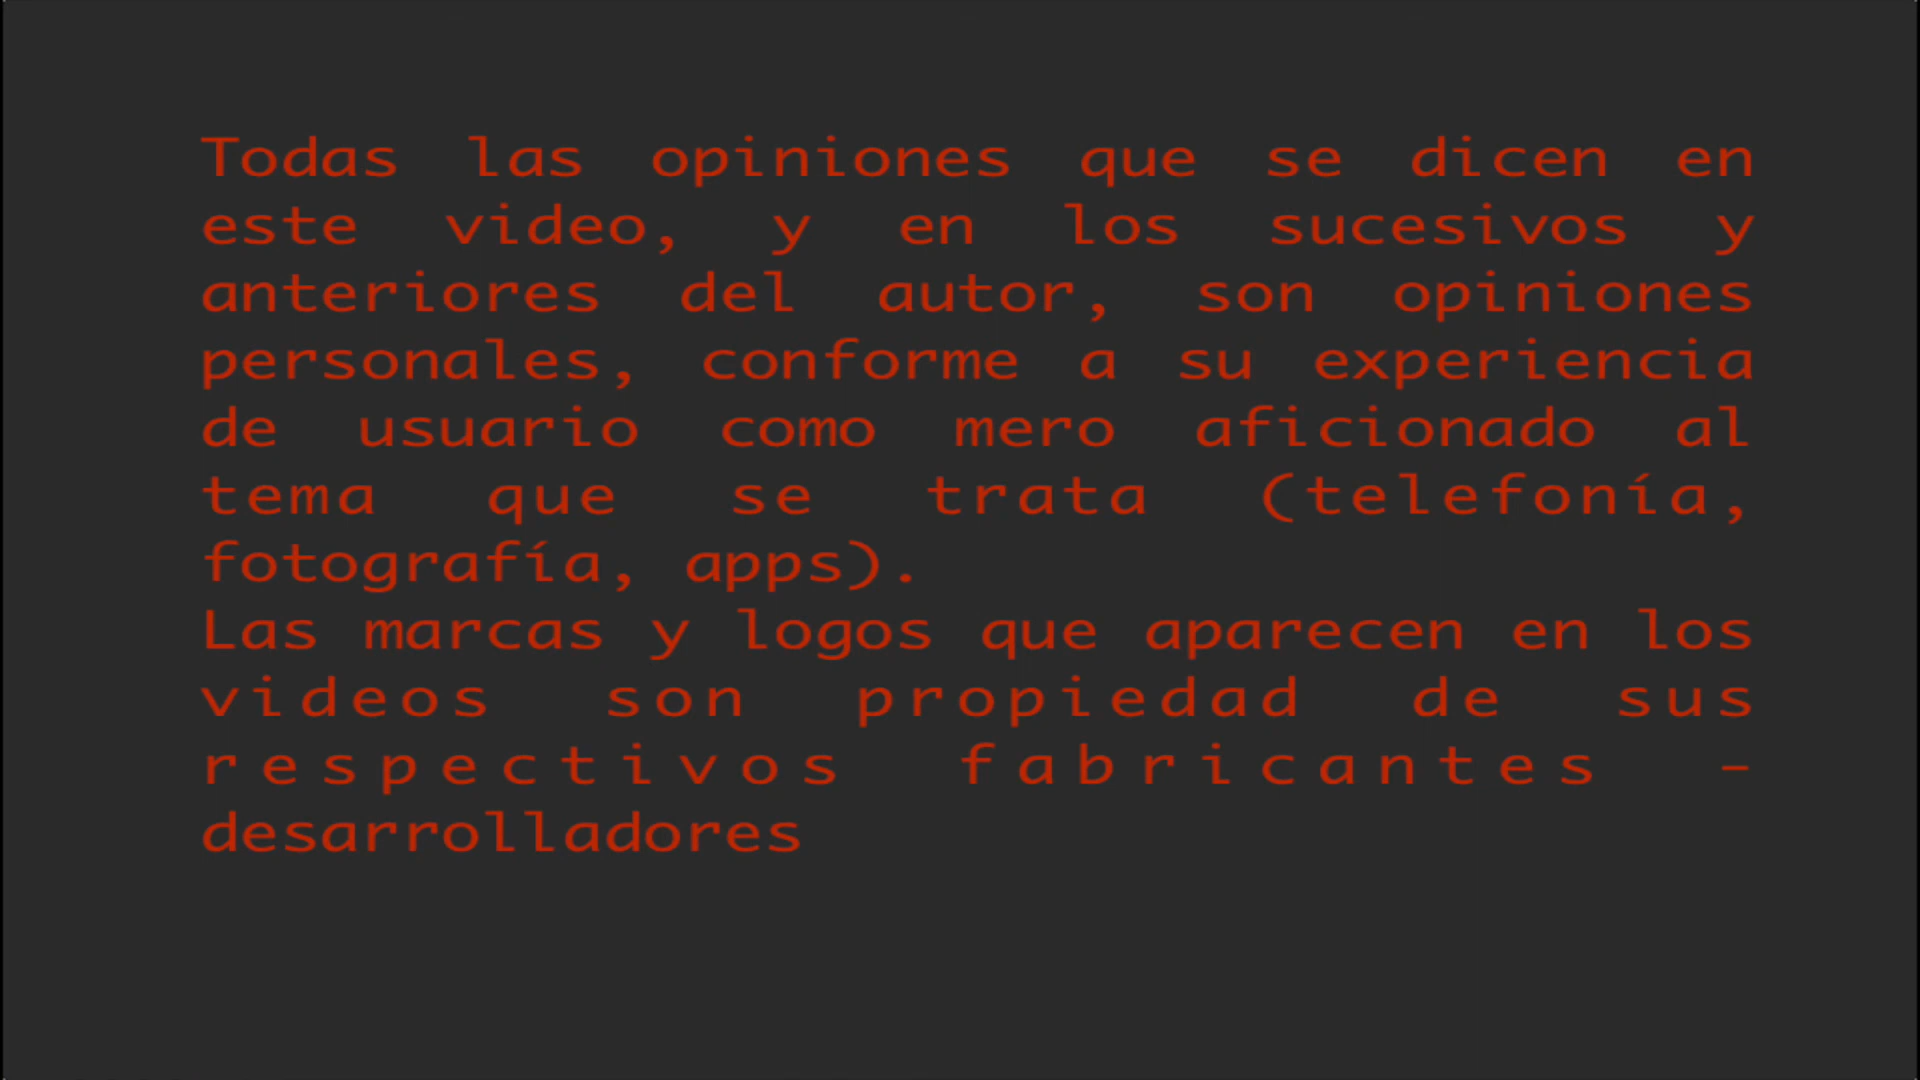 Todas las opiniones que se dicen en
este video, y en los sucesivos y
anteriores del autor, son opiniones
personales, conforme a su experiencia
de usuario como mero aficionado al
tema que se trata (telefonía,
fotografía, apps).
Las marcas y logos que aparecen en los
videos son propiedad de sus
respectivos fabricantes –
desarrolladores